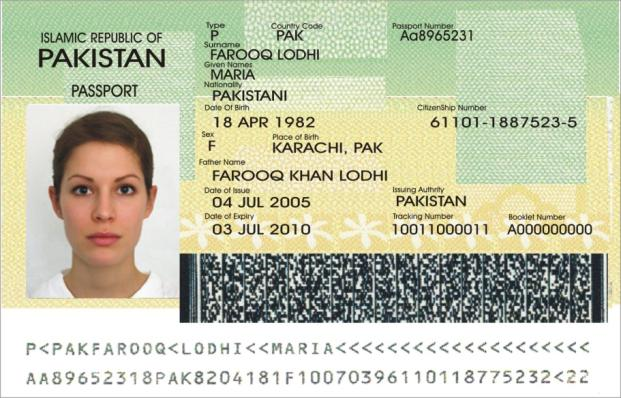 ISLAMIC REPUBLIC OF
PAKISTAN
PASSPORT
Type
P
Country Code
PAK
Passport Number
Aa8965231
Surname
FAROOQ LODHI
Given Names
MARIA
Nationality
PAKISTANI
Date Of Birth
18 APR 1982
CitizenShip Number
61101-1887523-5
Sex
F
Place of Birth
KARACHI, PAK
Father Name
FAROOQ KHAN LODHI
Date of Issue
04 JUL 2005
Issuing Authrity
PAKISTAN
Date of Expiry
03 JUL 2010
Tracking Number
10011000011
Booklet Number
A000000000
P<PAKFAROOQ<LODHI<<MARIA<<<<<<<<<<<<<<<<<<<<
AA89652318PAK8204181F10070396110118775232<22